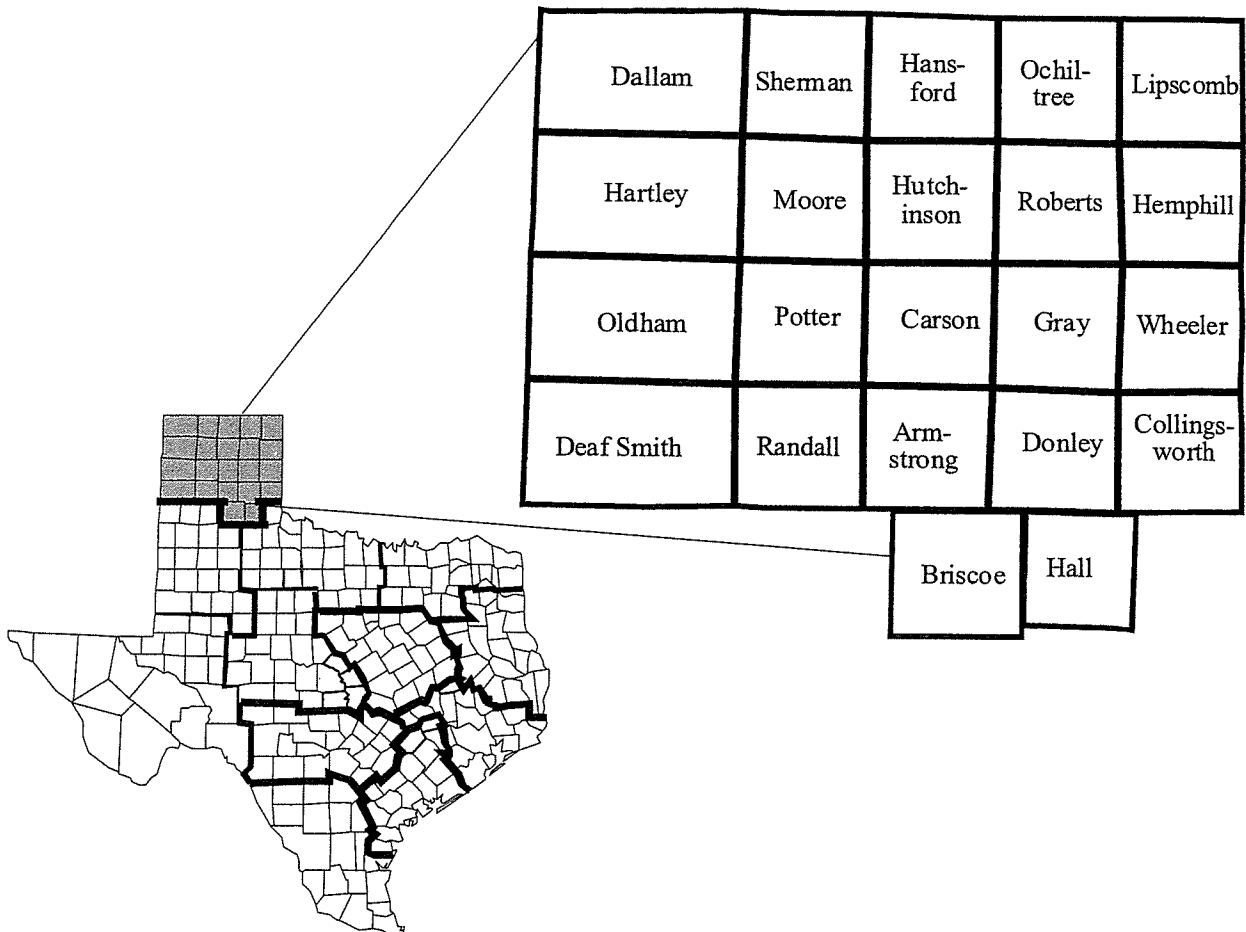 Dallam
Sherman
Hans-
ford
Ochil-
tree
Lipscomb
Hartley
Moore
Hutch-
inson
Roberts
Hemphill
Oldham
Potter
Carson
Gray
Wheeler
Deaf Smith
Randall
Arm-
strong
Donley
Collings-
worth
Briscoe
Hall